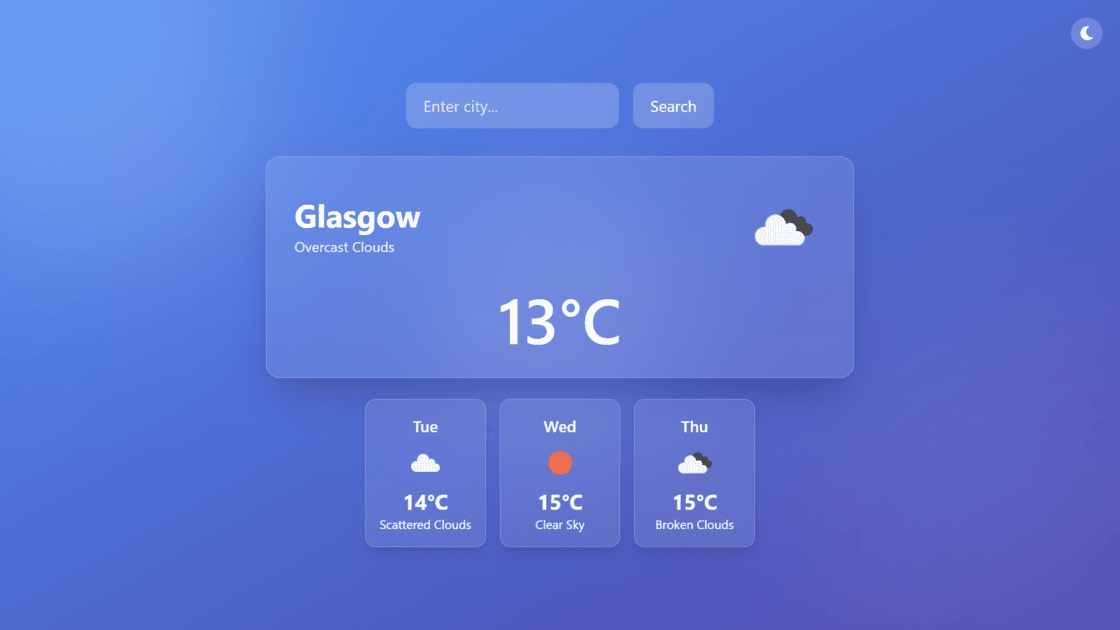 Enter city...
Search
Glasgow
Overcast Clouds
13°C
Tue
14°C
Scattered Clouds
Wed
15°C
Clear Sky
Thu
15°C
Broken Clouds